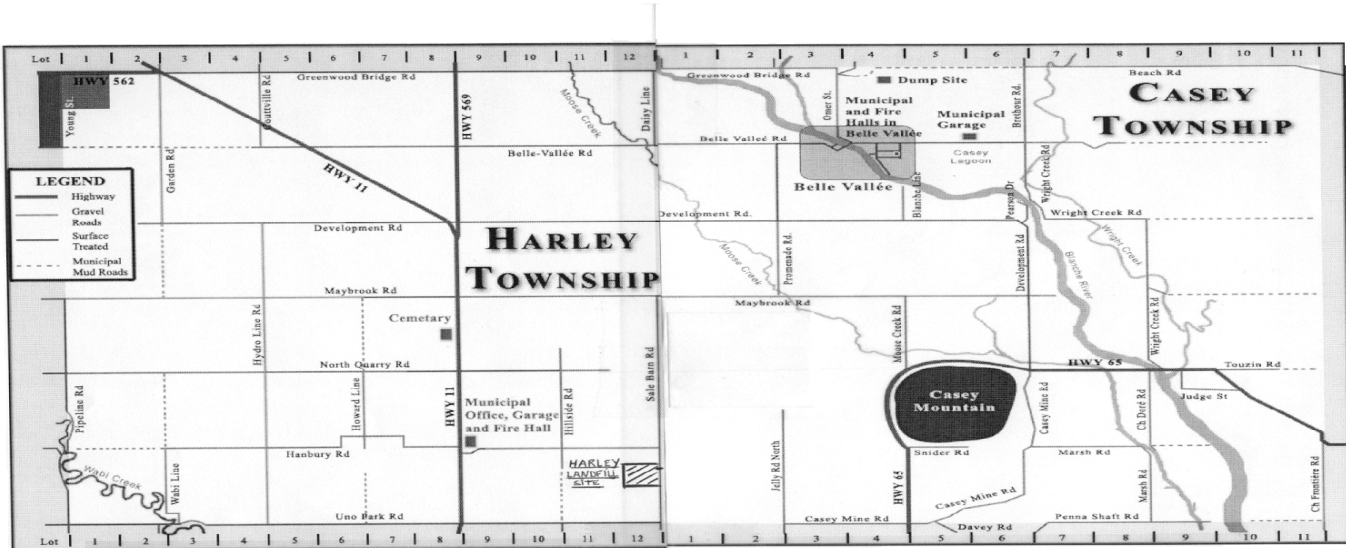 Lot 1 2 3 4 5 6 7 8 9 10 11 12 1 2 3 4 5 6 7 8 9 10 11
HWY 562
Greenwood Bridge Rd
Greenwood Bridge Rd
Beach Rd
Young St.
HWY 569
Moose Creek
Daisy Line
Omer St.
Dump Site
Brethour Rd.
CASEY
TOWNSHIP
Municipal
and Fire
Halls in
Belle Vallée
Municipal
Garage
Garden Rd
HWY 11
Belle-Vallée Rd
Belle Valleé Rd
Casey
Lagoon
Wright Creek Rd
LEGEND
Highway
Gravel
Roads
Surface
Treated
Municipal
Mud Roads
Belle Vallée
Blanche Line
Pearson Dr
Development Rd
Development Rd.
Wright Creek Rd
HARLEY
TOWNSHIP
Moose Creek
Promenade Rd.
Development Rd.
Blanche River
Wright Creek
Maybrook Rd
Maybrook Rd
Hydro Line Rd
Cemetary
Moose Creek Rd
Wright Creek Rd
North Quarry Rd
HWY 65
Touzin Rd
Pipeline Rd
Howard Line
HWY 11
Municipal
Office, Garage
and Fire Hall
Hillside Rd
Sale Barn Rd
Casey
Mountain
Casey Mine Rd
Ch Doré Rd
Judge St
Hanbury Rd
Snider Rd
Marsh Rd
Wabi Creek
Wabi Line
HARLEY
LANDFILL
SITE
Jelly Rd North
HWY 65
Casey Mine Rd
Marsh Rd
Ch Frontière Rd
Uno Park Rd
Casey Mine Rd
Davey Rd
Penna Shaft Rd
Lot 1 2 3 4 5 6 7 8 9 10 11 12 1 2 3 4 5 6 7 8 9 10 11